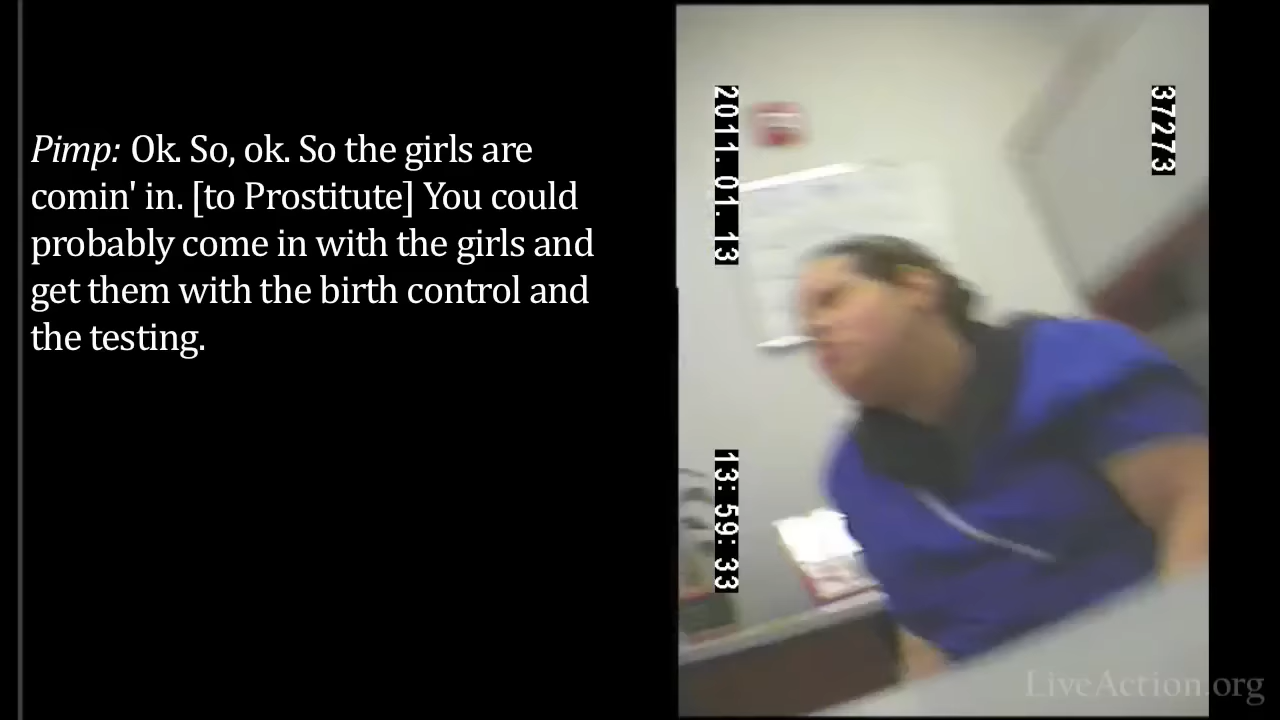 Pimp: Ok. So, ok. So the girls are
comin' in. [to Prostitute] You could
probably come in with the girls and
get them with the birth control and
the testing.
2011.01.13
13:59:33
37273
LiveAction.org